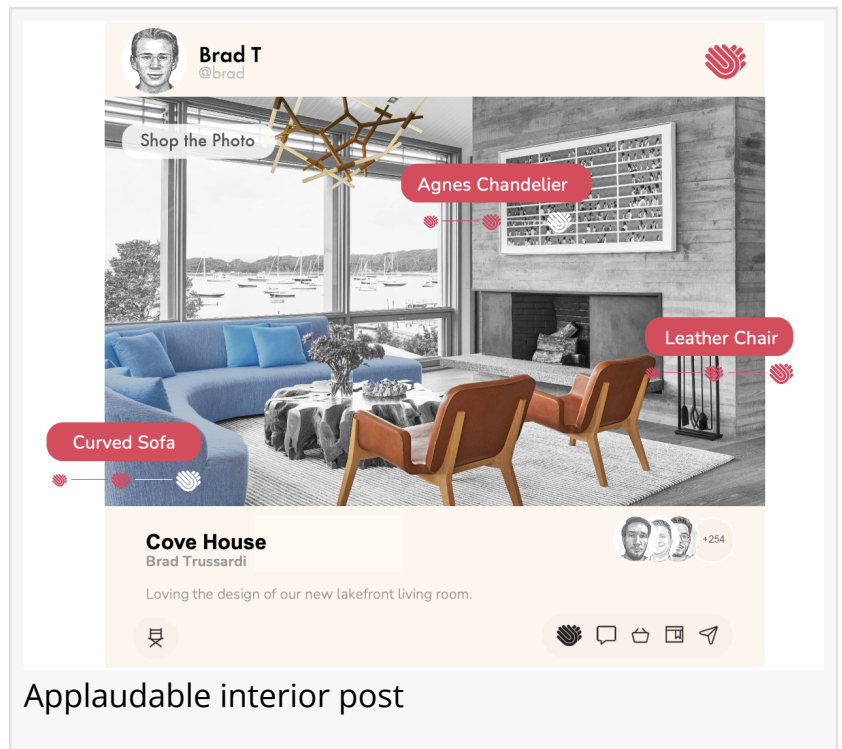 Brad T
@brad
Shop the Photo
Agnes Chandelier
Leather Chair
Curved Sofa
Cove House
Brad Trussardi
+254
Loving the design of our new lakefront living room.
Applaudable interior post